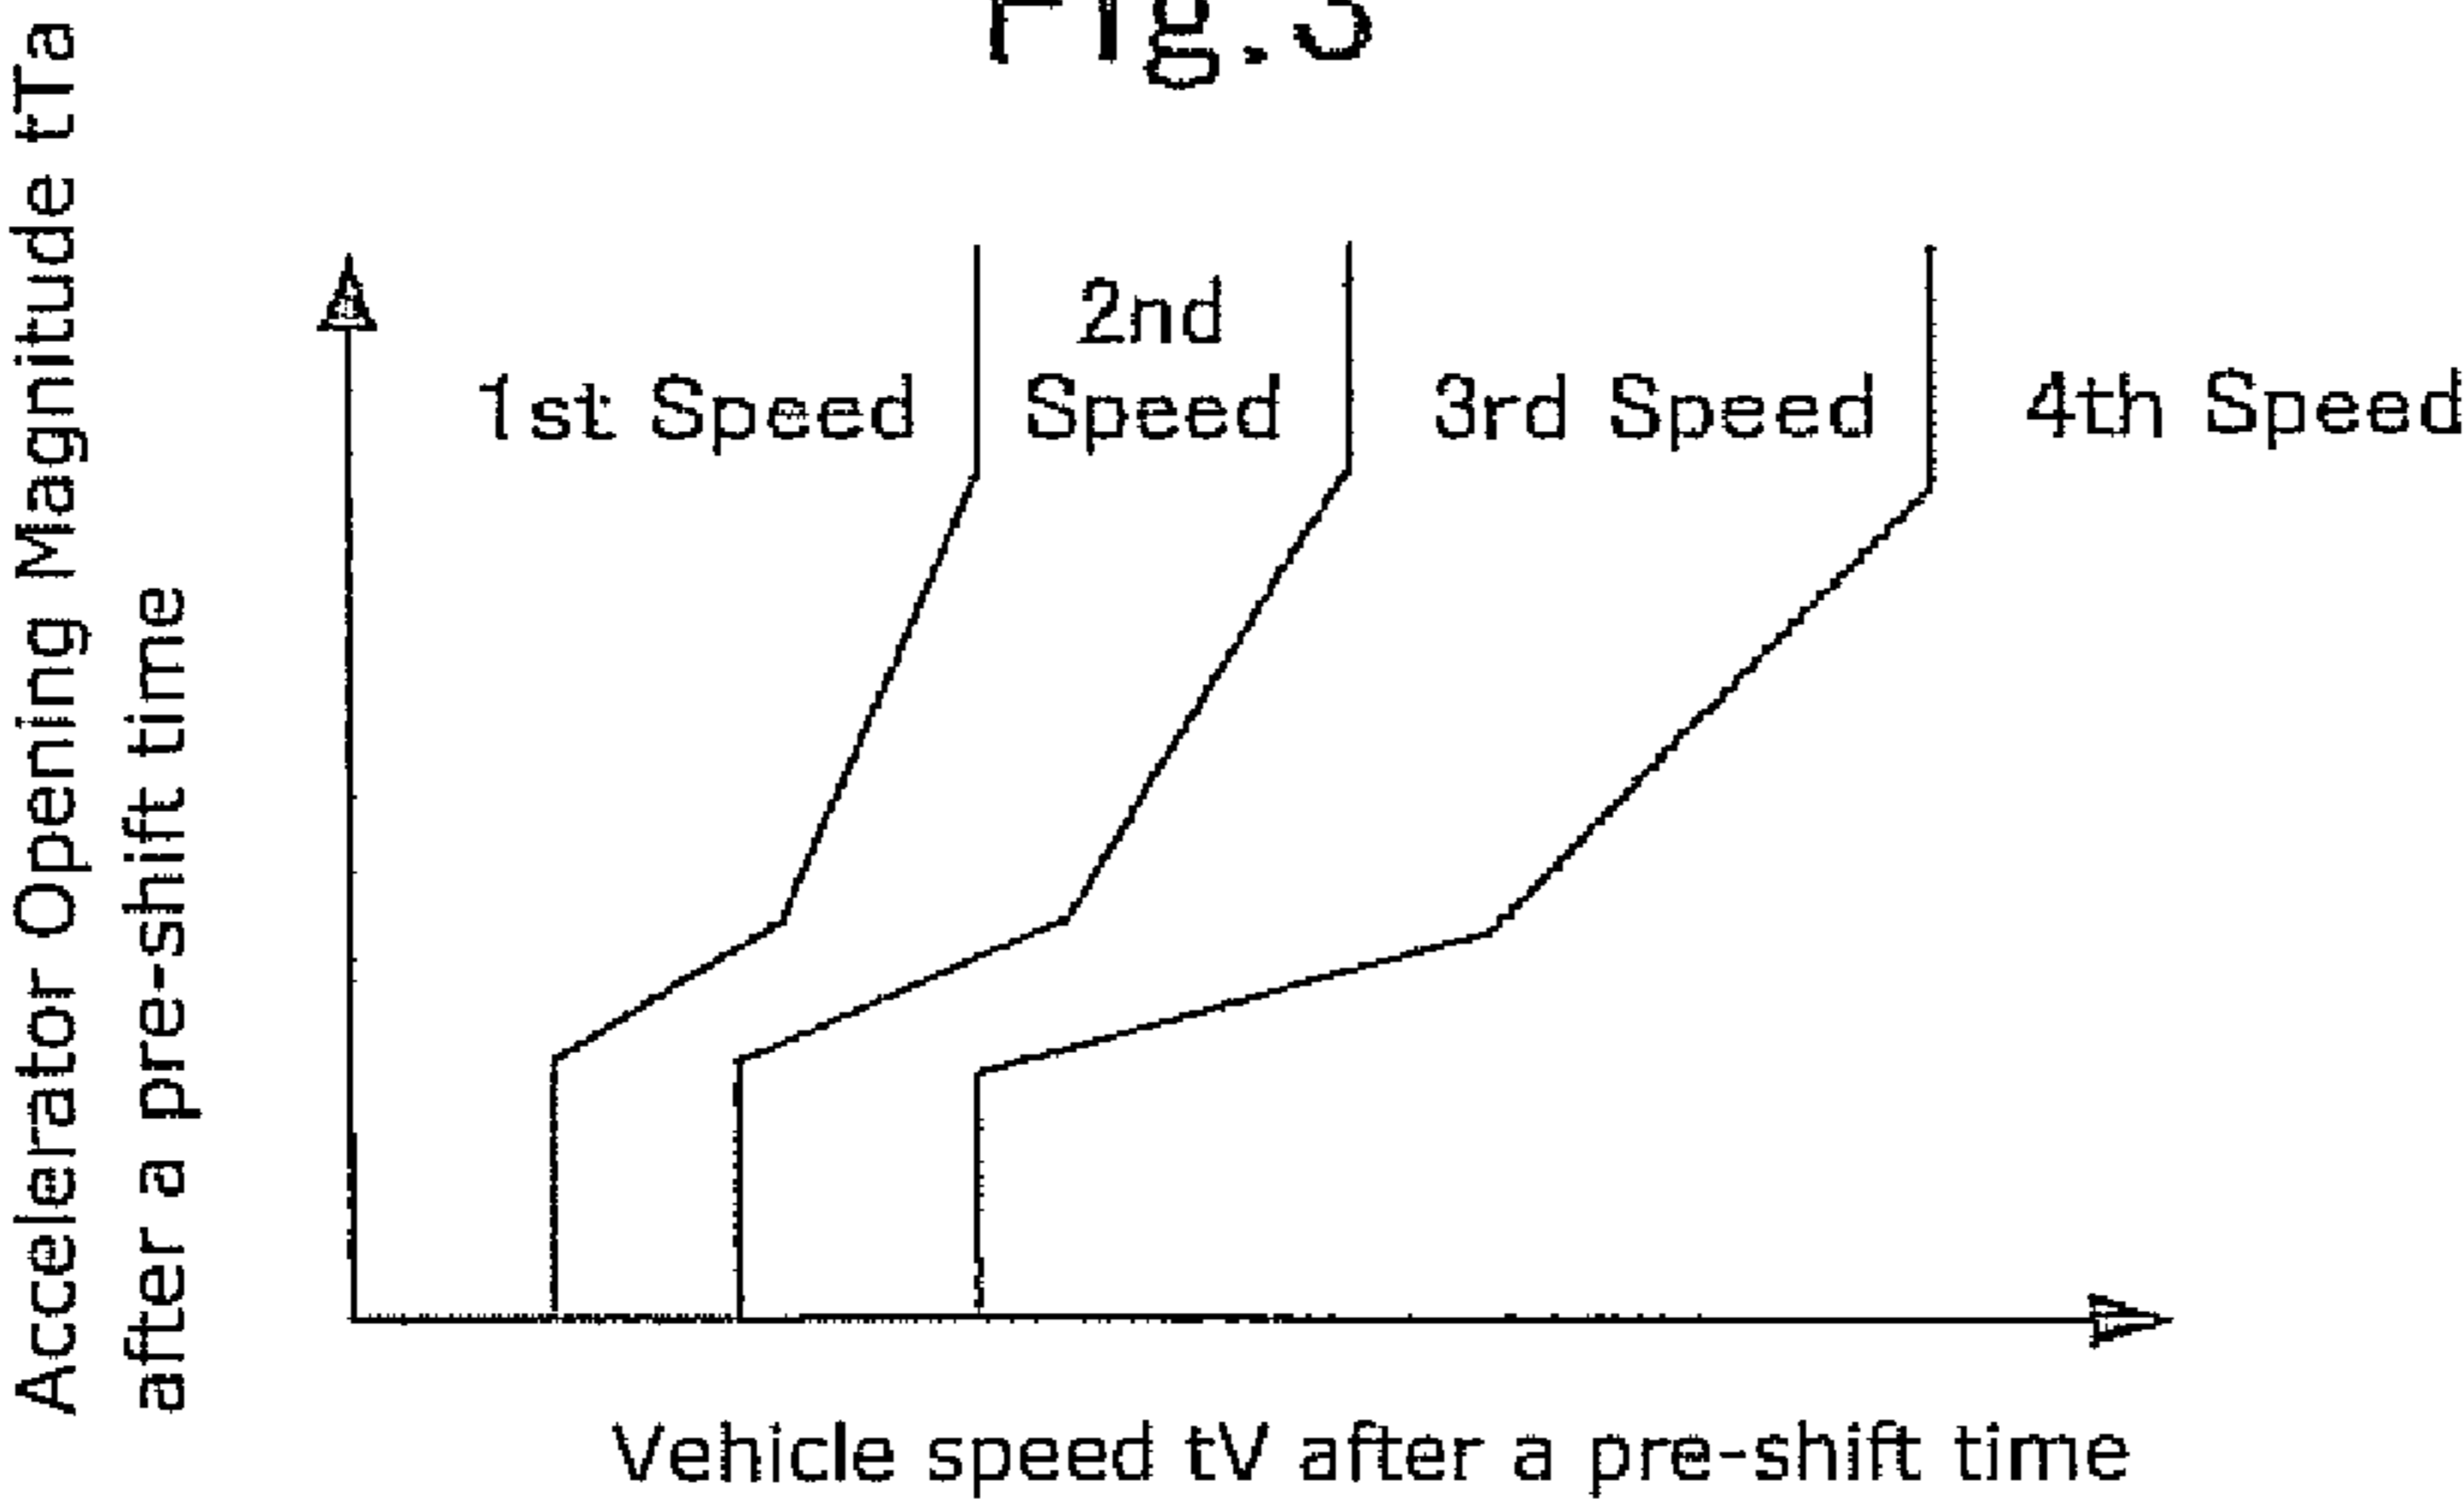 Fig.3
Accelerator Opening Magnitude tTa
after a pre-shift time
2nd
1st Speed
Speed
3rd Speed
4th Speed
Vehicle speed tV after a pre-shift time